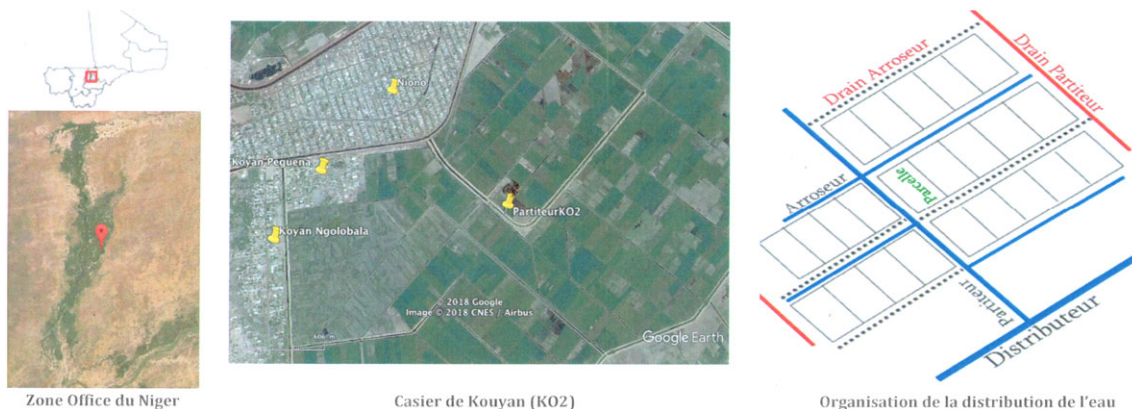 Niono
Koyan-Peguena
PartiteurKO2
Koyan Ngolobala
© 2018 Google
Image © 2018 CNES / Airbus
Google Earth
Drain Arroseur
Drain Partiteur
Arroseur
Parcelle
Partiteur
Distributeur
Zone Office du Niger
Casier de Kouyan (KO2)
Organisation de la distribution de l'eau